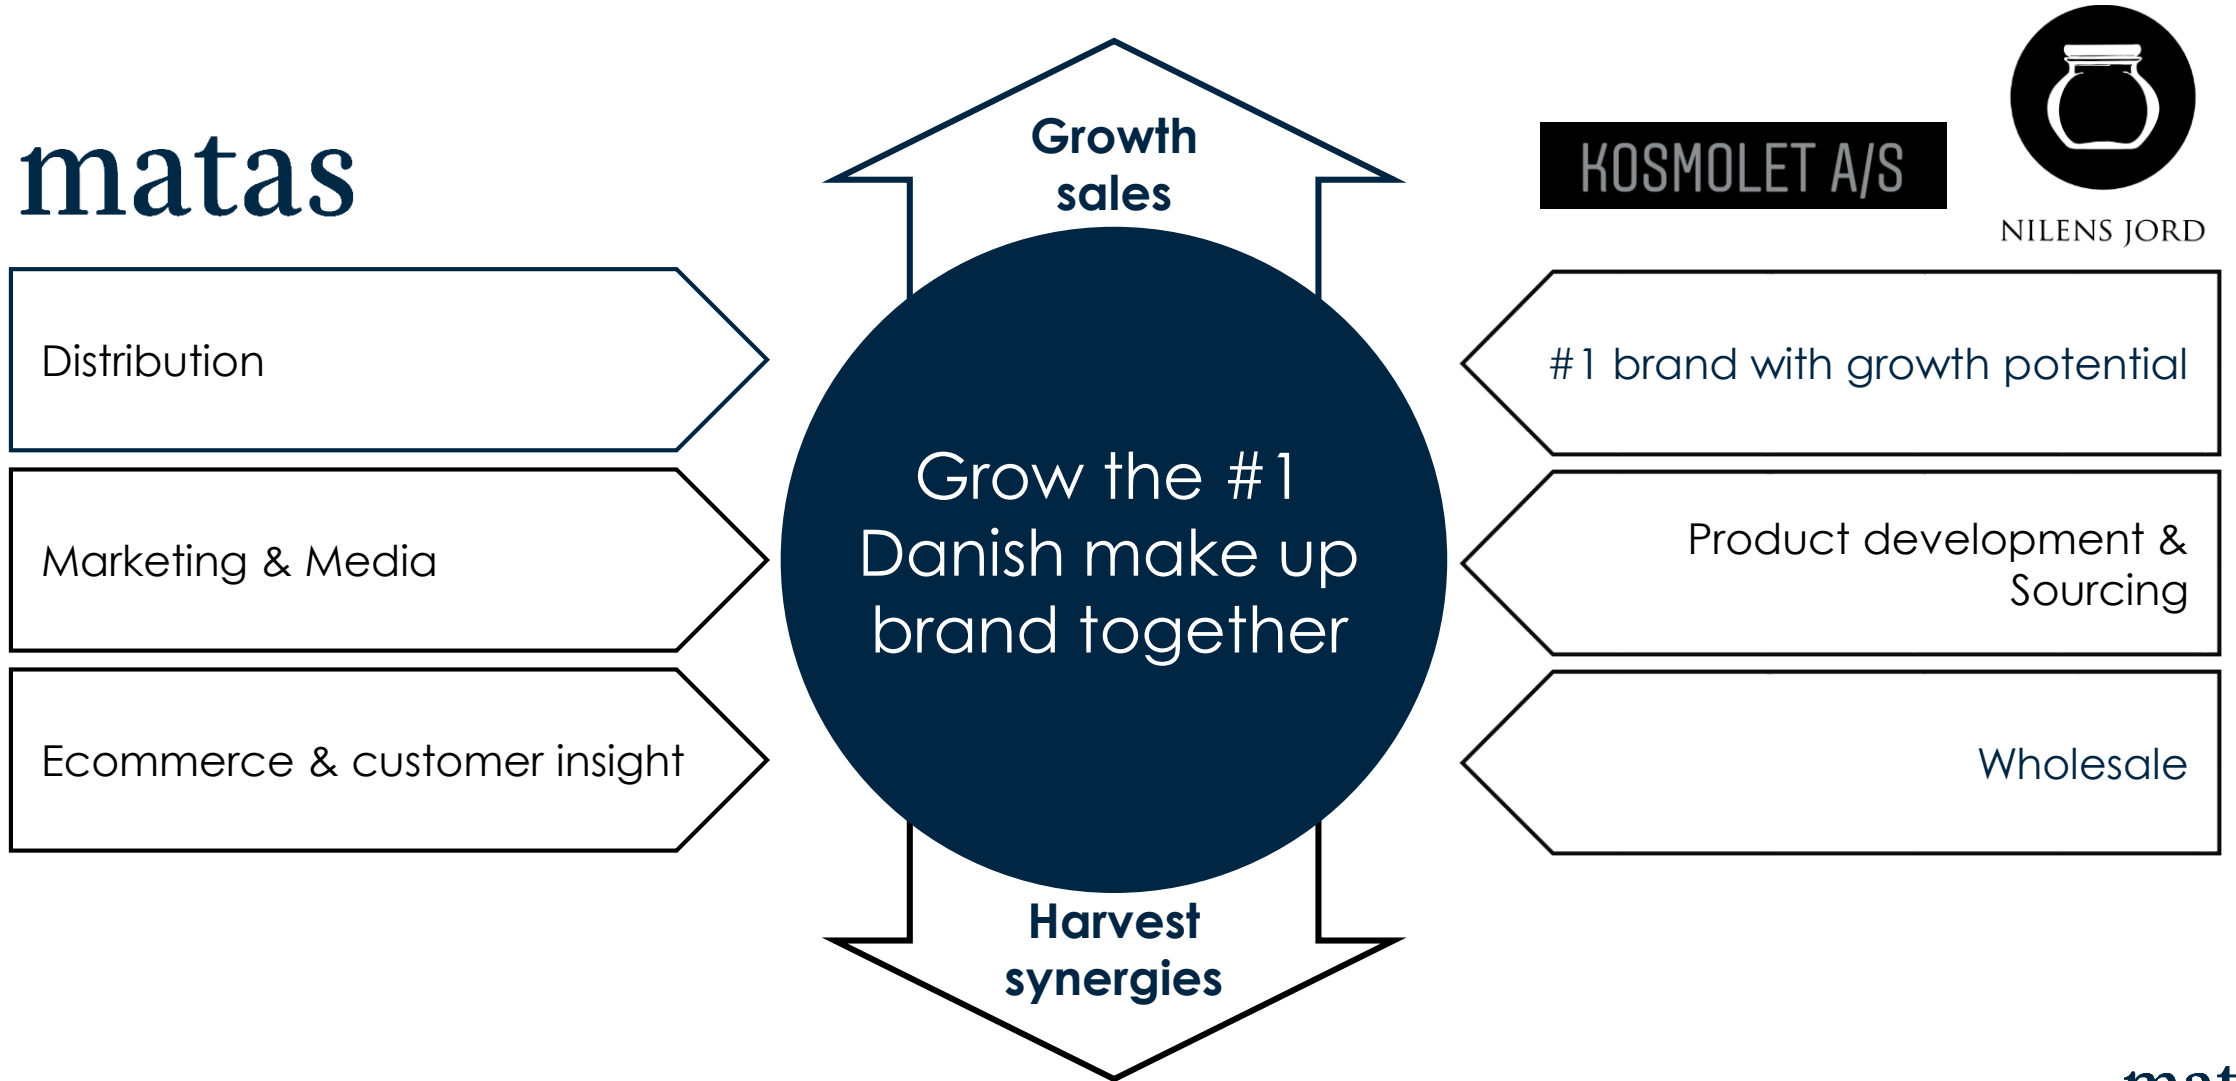 matas
Distribution
Marketing & Media
Ecommerce & customer insight
Growth
sales
Grow the #1
Danish make up
brand together
Harvest
synergies
KOSMOLET A/S
NILENS JORD
#1 brand with growth potential
Product development &
Sourcing
Wholesale